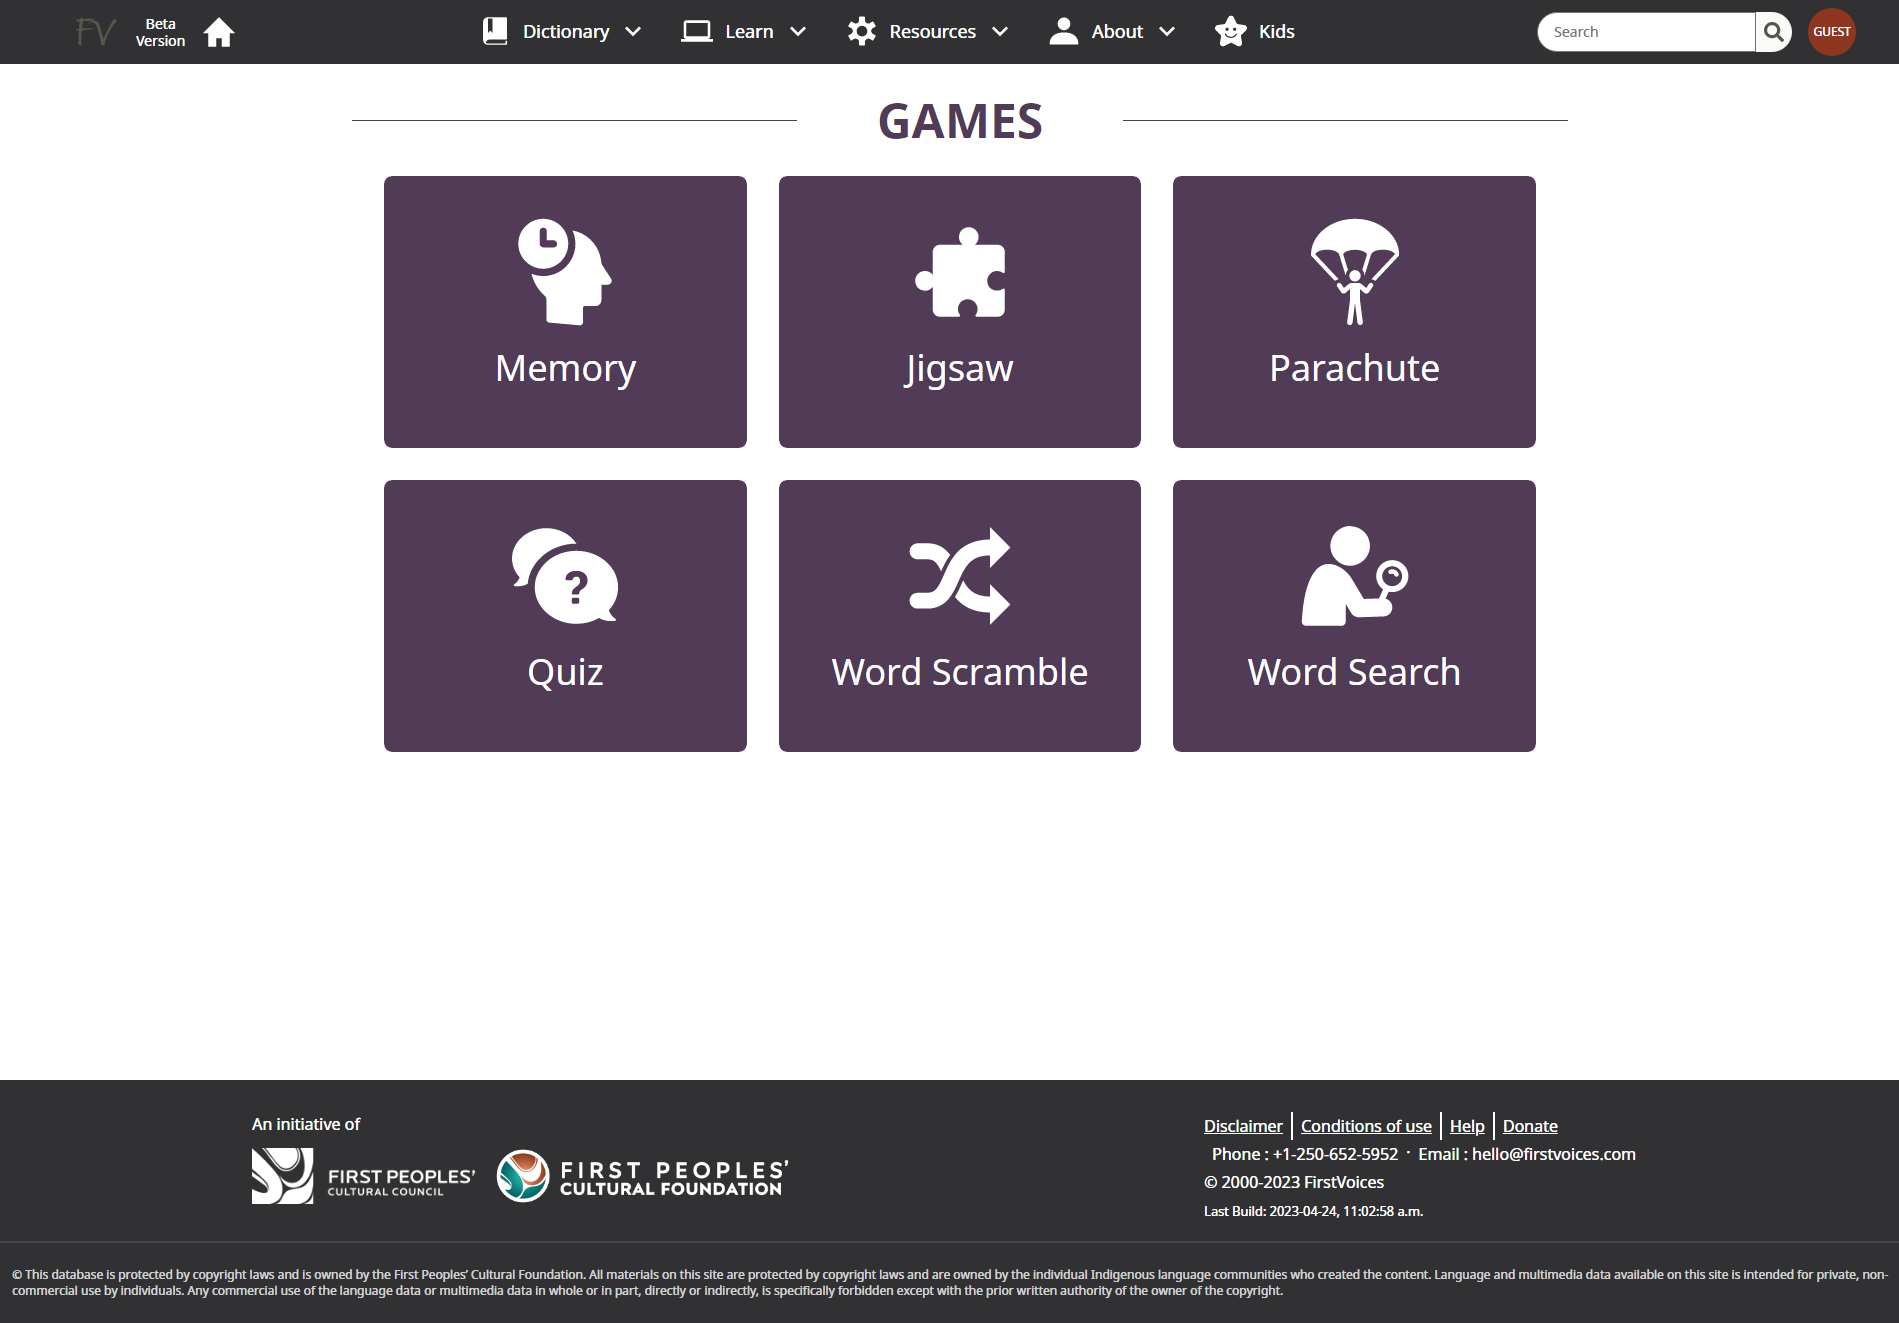 FV
Beta
Version
Dictionary
Learn
Resources
About
Kids
Search
GUEST
GAMES
Memory
Jigsaw
Parachute
?
Quiz
Word Scramble
Word Search
An initiative of
FIRST PEOPLES’
CULTURAL COUNCIL
FIRST PEOPLES’
CULTURAL FOUNDATION
Disclaimer
Conditions of use
Help
Donate
Phone : +1-250-652-5952 · Email : hello@firstvoices.com
© 2000-2023 FirstVoices
Last Build: 2023-04-24, 11:02:58 a.m.
© This database is protected by copyright laws and is owned by the First Peoples’ Cultural Foundation. All materials on this site are protected by copyright laws and are owned by the individual Indigenous language communities who created the content. Language and multimedia data available on this site is intended for private, non-
commercial use by individuals. Any commercial use of the language data or multimedia data in whole or in part, directly or indirectly, is specifically forbidden except with the prior written authority of the owner of the copyright.